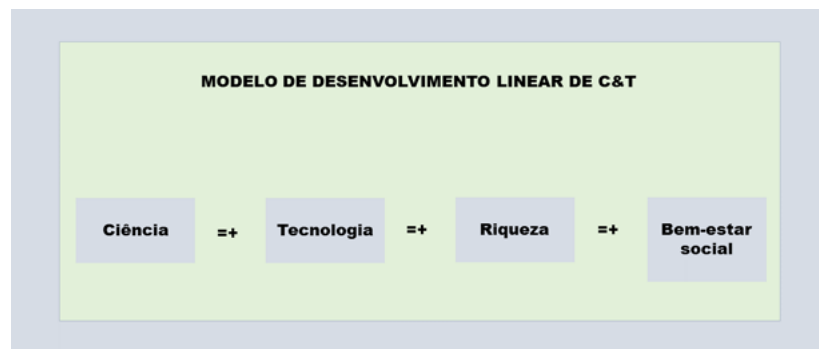 MODELO DE DESENVOLVIMENTO LINEAR DE C&T
Ciência =+ Tecnologia =+ Riqueza =+ Bem-estar
social